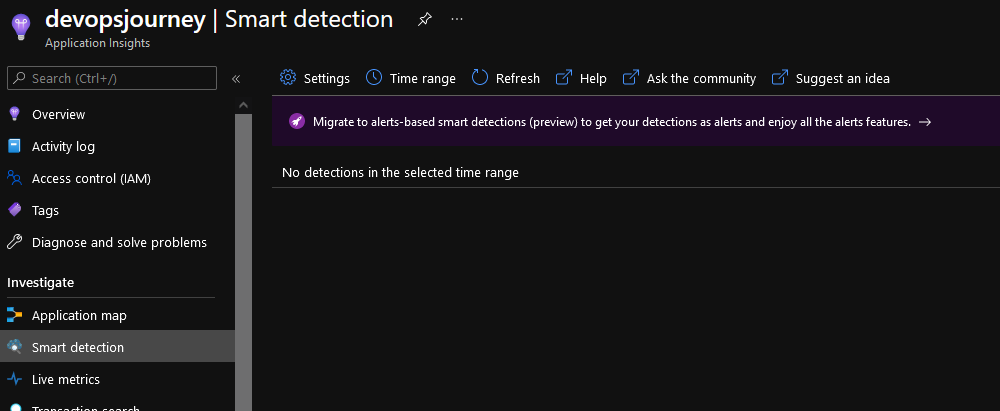 devopsjourney | Smart detection ...
Application Insights
Search (Ctrl+/)
«
Settings
Time range
Refresh
Help
Ask the community
Suggest an idea
Overview
Activity log
Access control (IAM)
Tags
Diagnose and solve problems
Investigate
Application map
Smart detection
Live metrics
Transaction search
Migrate to alerts-based smart detections (preview) to get your detections as alerts and enjoy all the alerts features. →
No detections in the selected time range